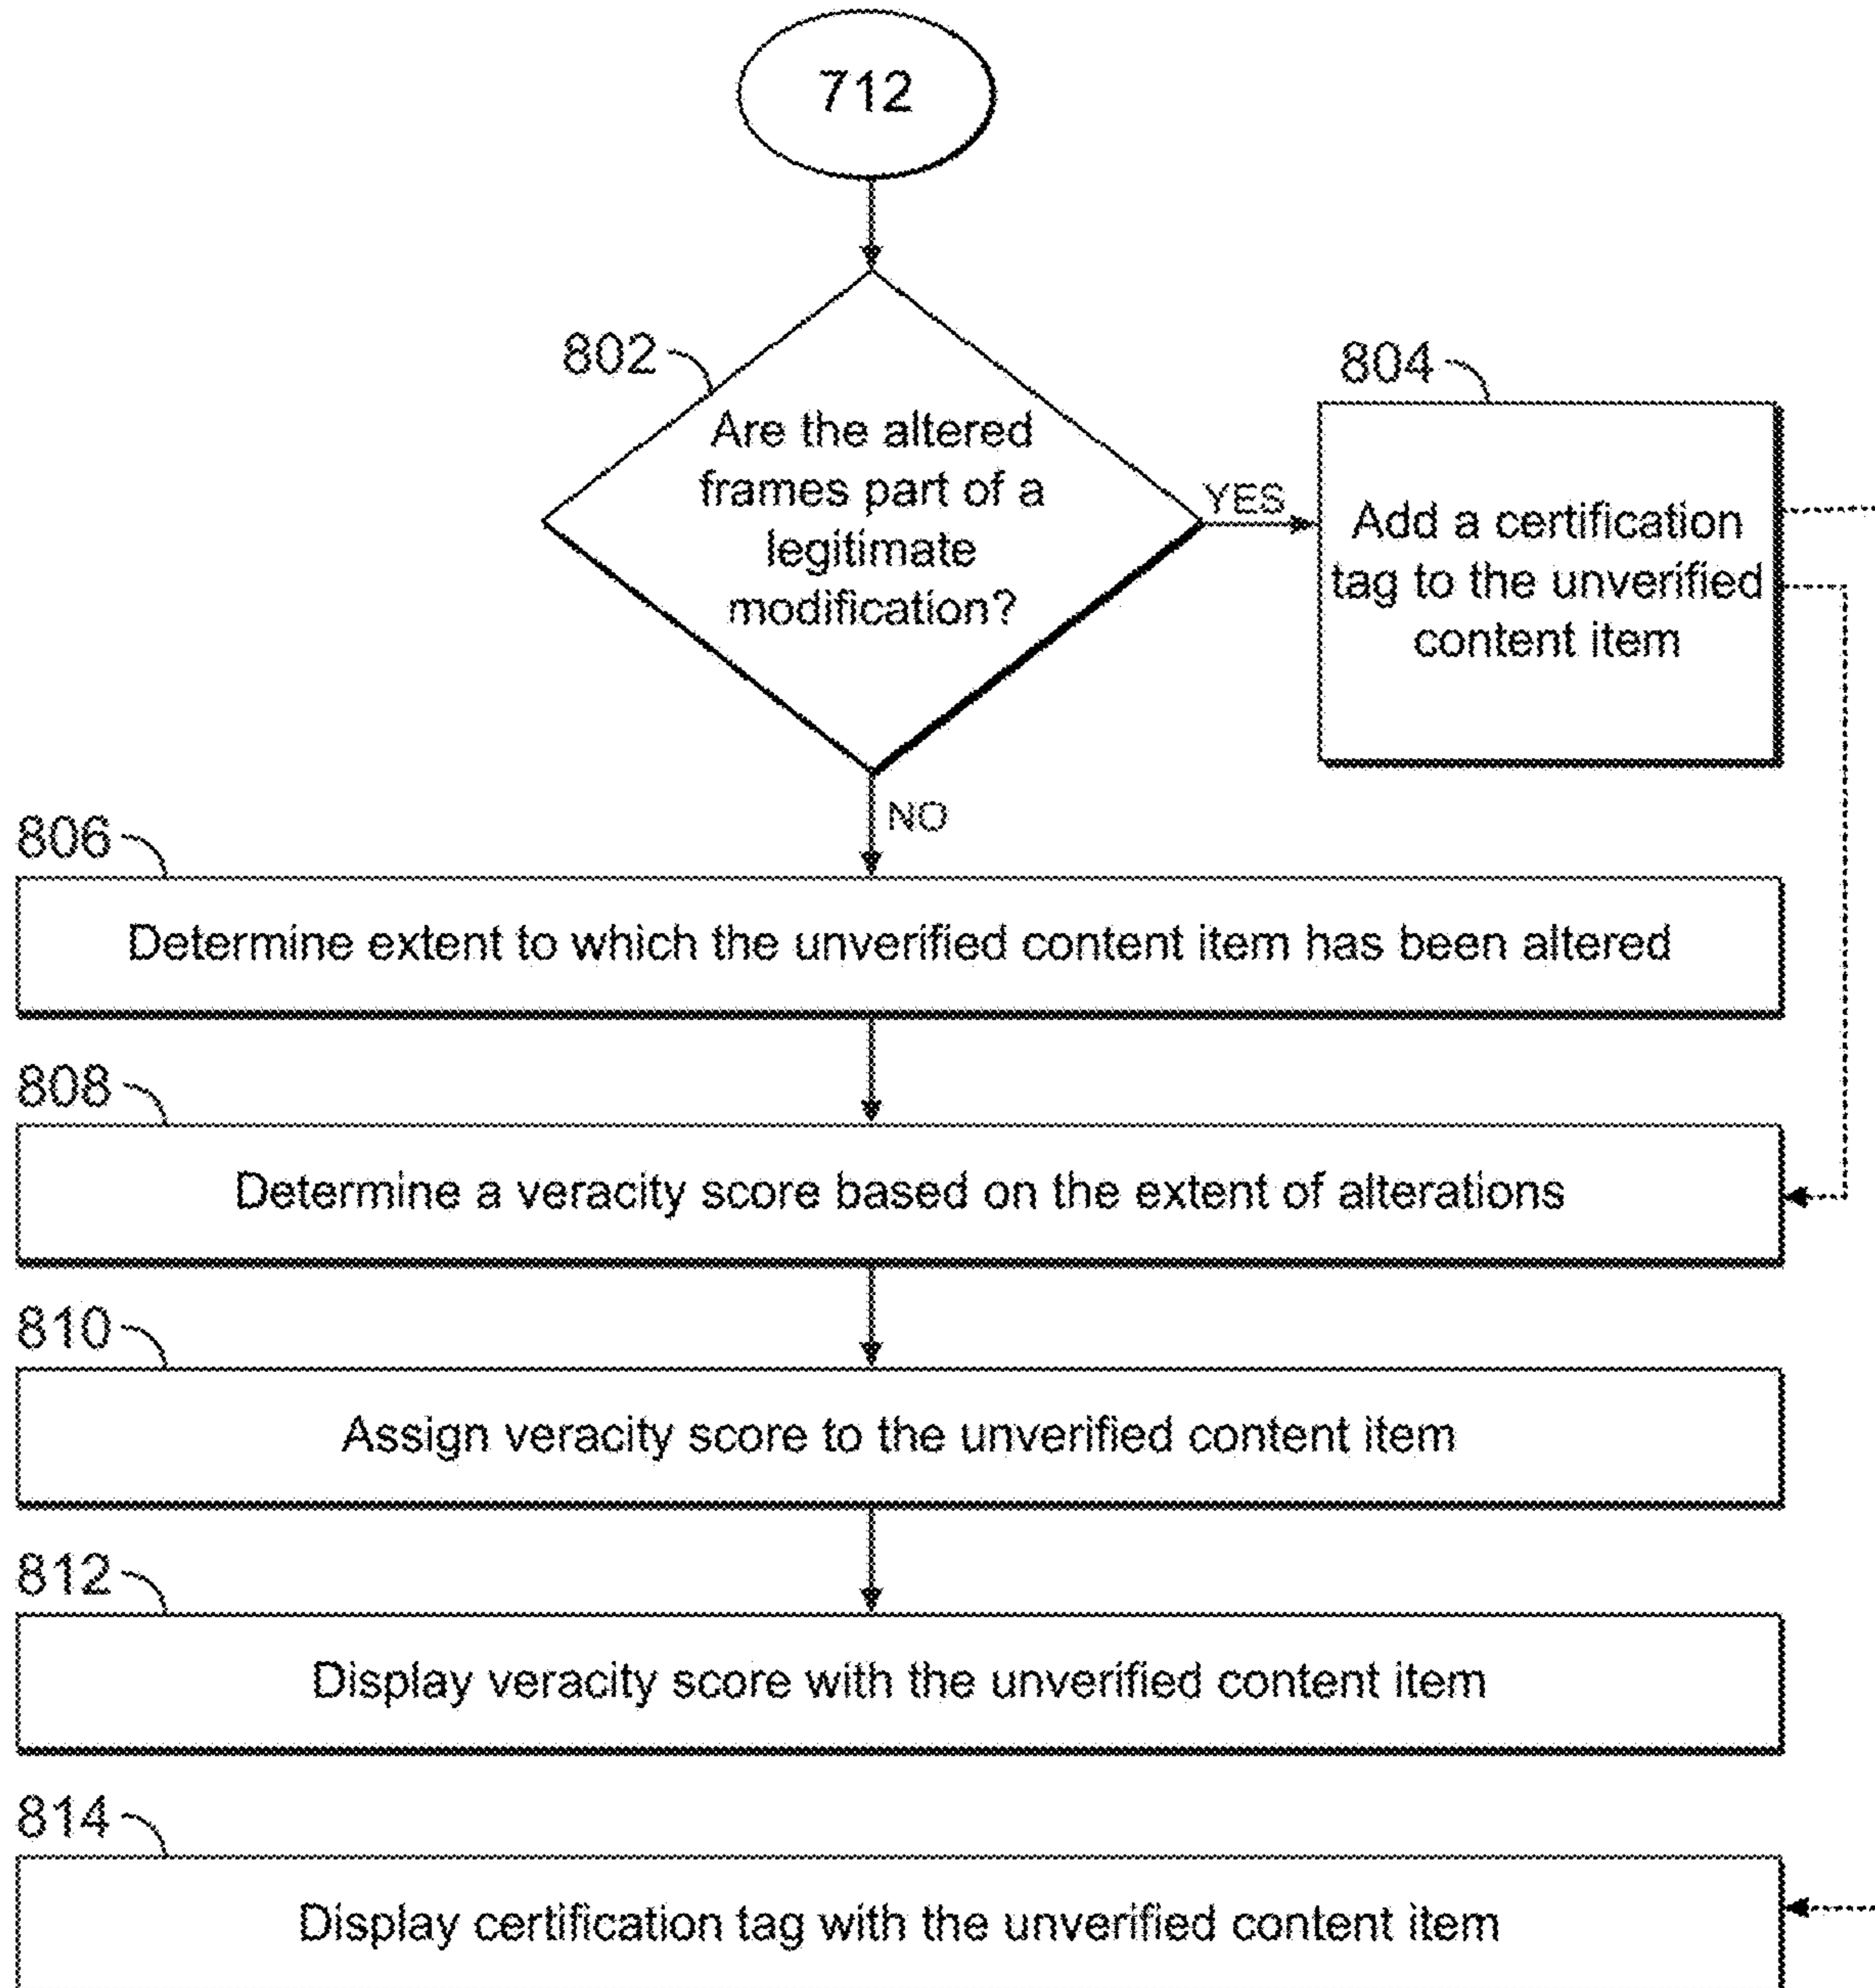 712
802
Are the altered
frames part of a
legitimate
modification?
YES
804
Add a certification
tag to the unverified
content item
NO
806
Determine extent to which the unverified content item has been altered
808
Determine a veracity score based on the extent of alterations
810
Assign veracity score to the unverified content item
812
Display veracity score with the unverified content item
814
Display certification tag with the unverified content item